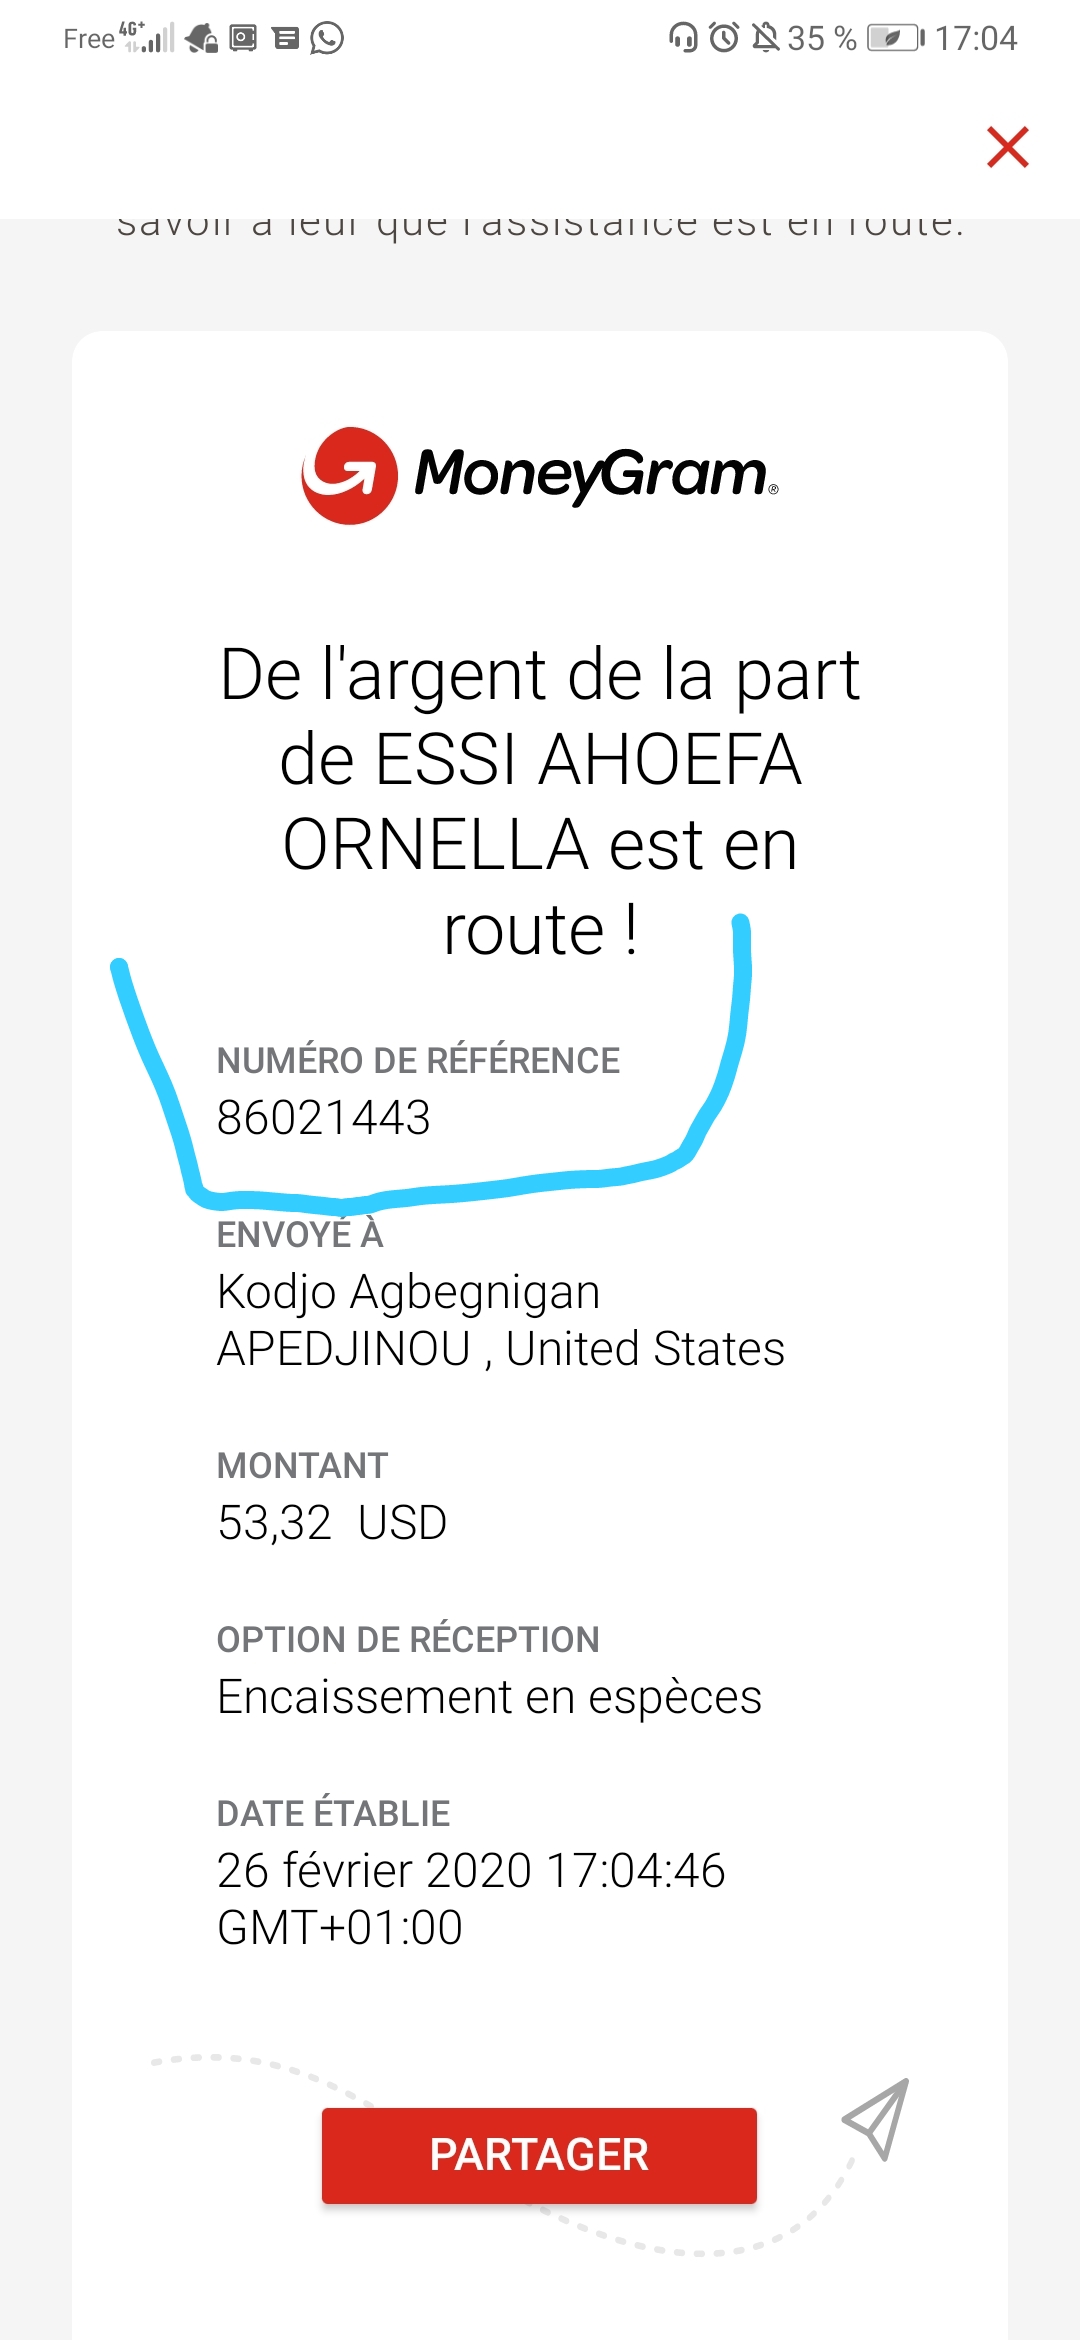 Free 4G+ 35 % 17:04
savoir à leur que l'assistance est en route.
MoneyGram®
De l'argent de la part
de ESSI AHOEFA
ORNELLA est en
route !
NUMÉRO DE RÉFÉRENCE
86021443
ENVOYÉ À
Kodjo Agbegnigan
APEDJINOU , United States
MONTANT
53,32 USD
OPTION DE RÉCEPTION
Encaissement en espèces
DATE ÉTABLIE
26 février 2020 17:04:46
GMT+01:00
PARTAGER